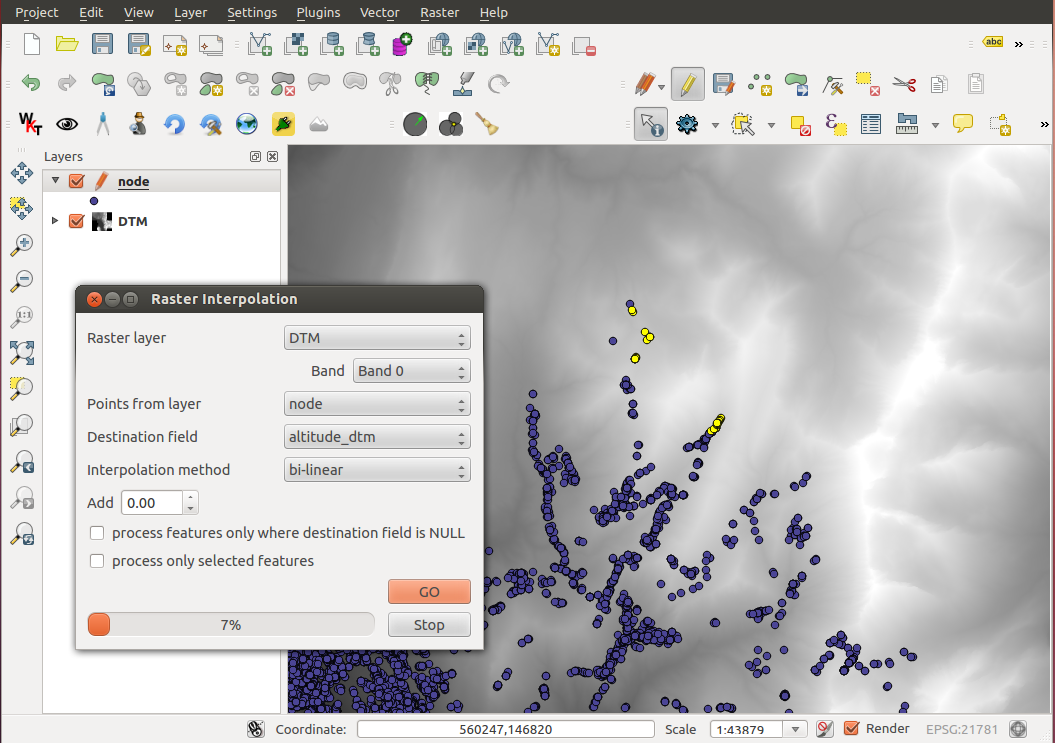 Project Edit View Layer Settings Plugins Vector Raster Help
abc »
WKT »
Layers
node
DTM
1:1
Raster Interpolation
Raster layer DTM
Band Band 0
Points from layer node
Destination field altitude_dtm
Interpolation method bi-linear
Add 0.00
process features only where destination field is NULL
process only selected features
GO
7% Stop
Coordinate: 560247,146820 Scale 1:43879 Render EPSG:21781